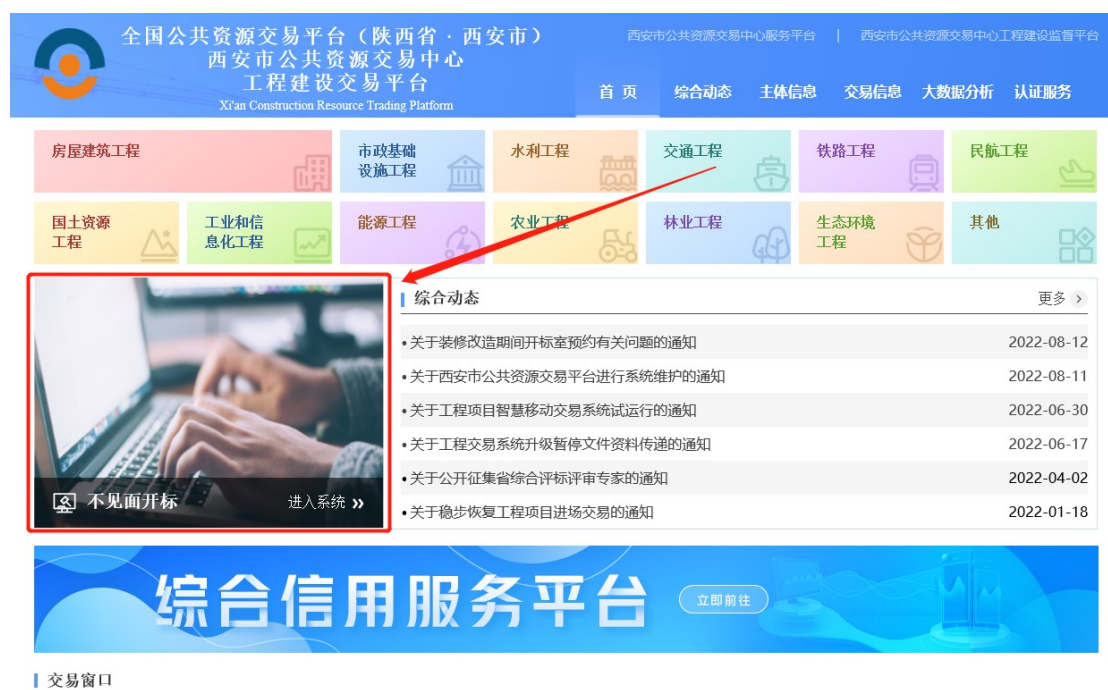 全国公共资源交易平台（陕西省·西安市）
西安市公共资源交易中心
工程建设交易平台
Xi'an Construction Resource Trading Platform
西安市公共资源交易中心服务平台 | 西安市公共资源交易中心工程建设监督平台
首页 综合动态 主体信息 交易信息 大数据分析 认证服务
房屋建筑工程
市政基础
设施工程
水利工程
交通工程
铁路工程
民航工程
国土资源
工程
工业和信
息化工程
能源工程
农业工程
林业工程
生态环境
工程
其他
不见面开标 进入系统 »
综合动态 更多 >
•关于装修改造期间开标室预约有关问题的通知 2022-08-12
•关于西安市公共资源交易平台进行系统维护的通知 2022-08-11
•关于工程项目智慧移动交易系统试运行的通知 2022-06-30
•关于工程交易系统升级暂停文件资料传递的通知 2022-06-17
•关于公开征集省综合评标评审专家的通知 2022-04-02
•关于稳步恢复工程项目进场交易的通知 2022-01-18
综合信用服务平台 立即前往
交易窗口